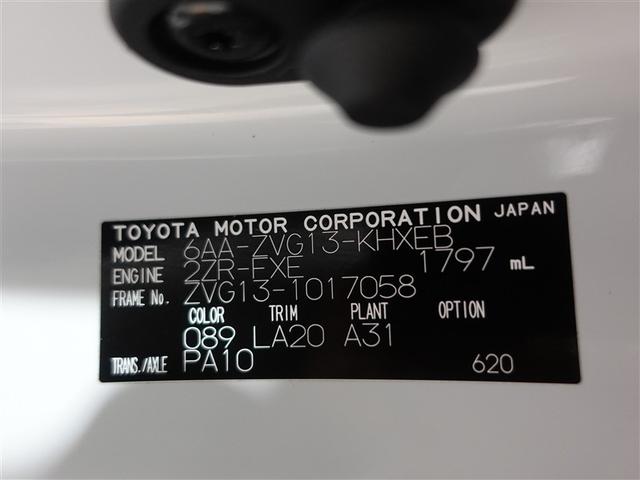 TOYOTA MOTOR CORPORATION JAPAN
MODEL 6AA-ZVG13-KHXEB
ENGINE 2ZR-FXE 1797 mL
FRAME No. ZVG13-1017058
COLOR TRIM PLANT OPTION
089 LA20 A31
TRANS./AXLE PA10 620